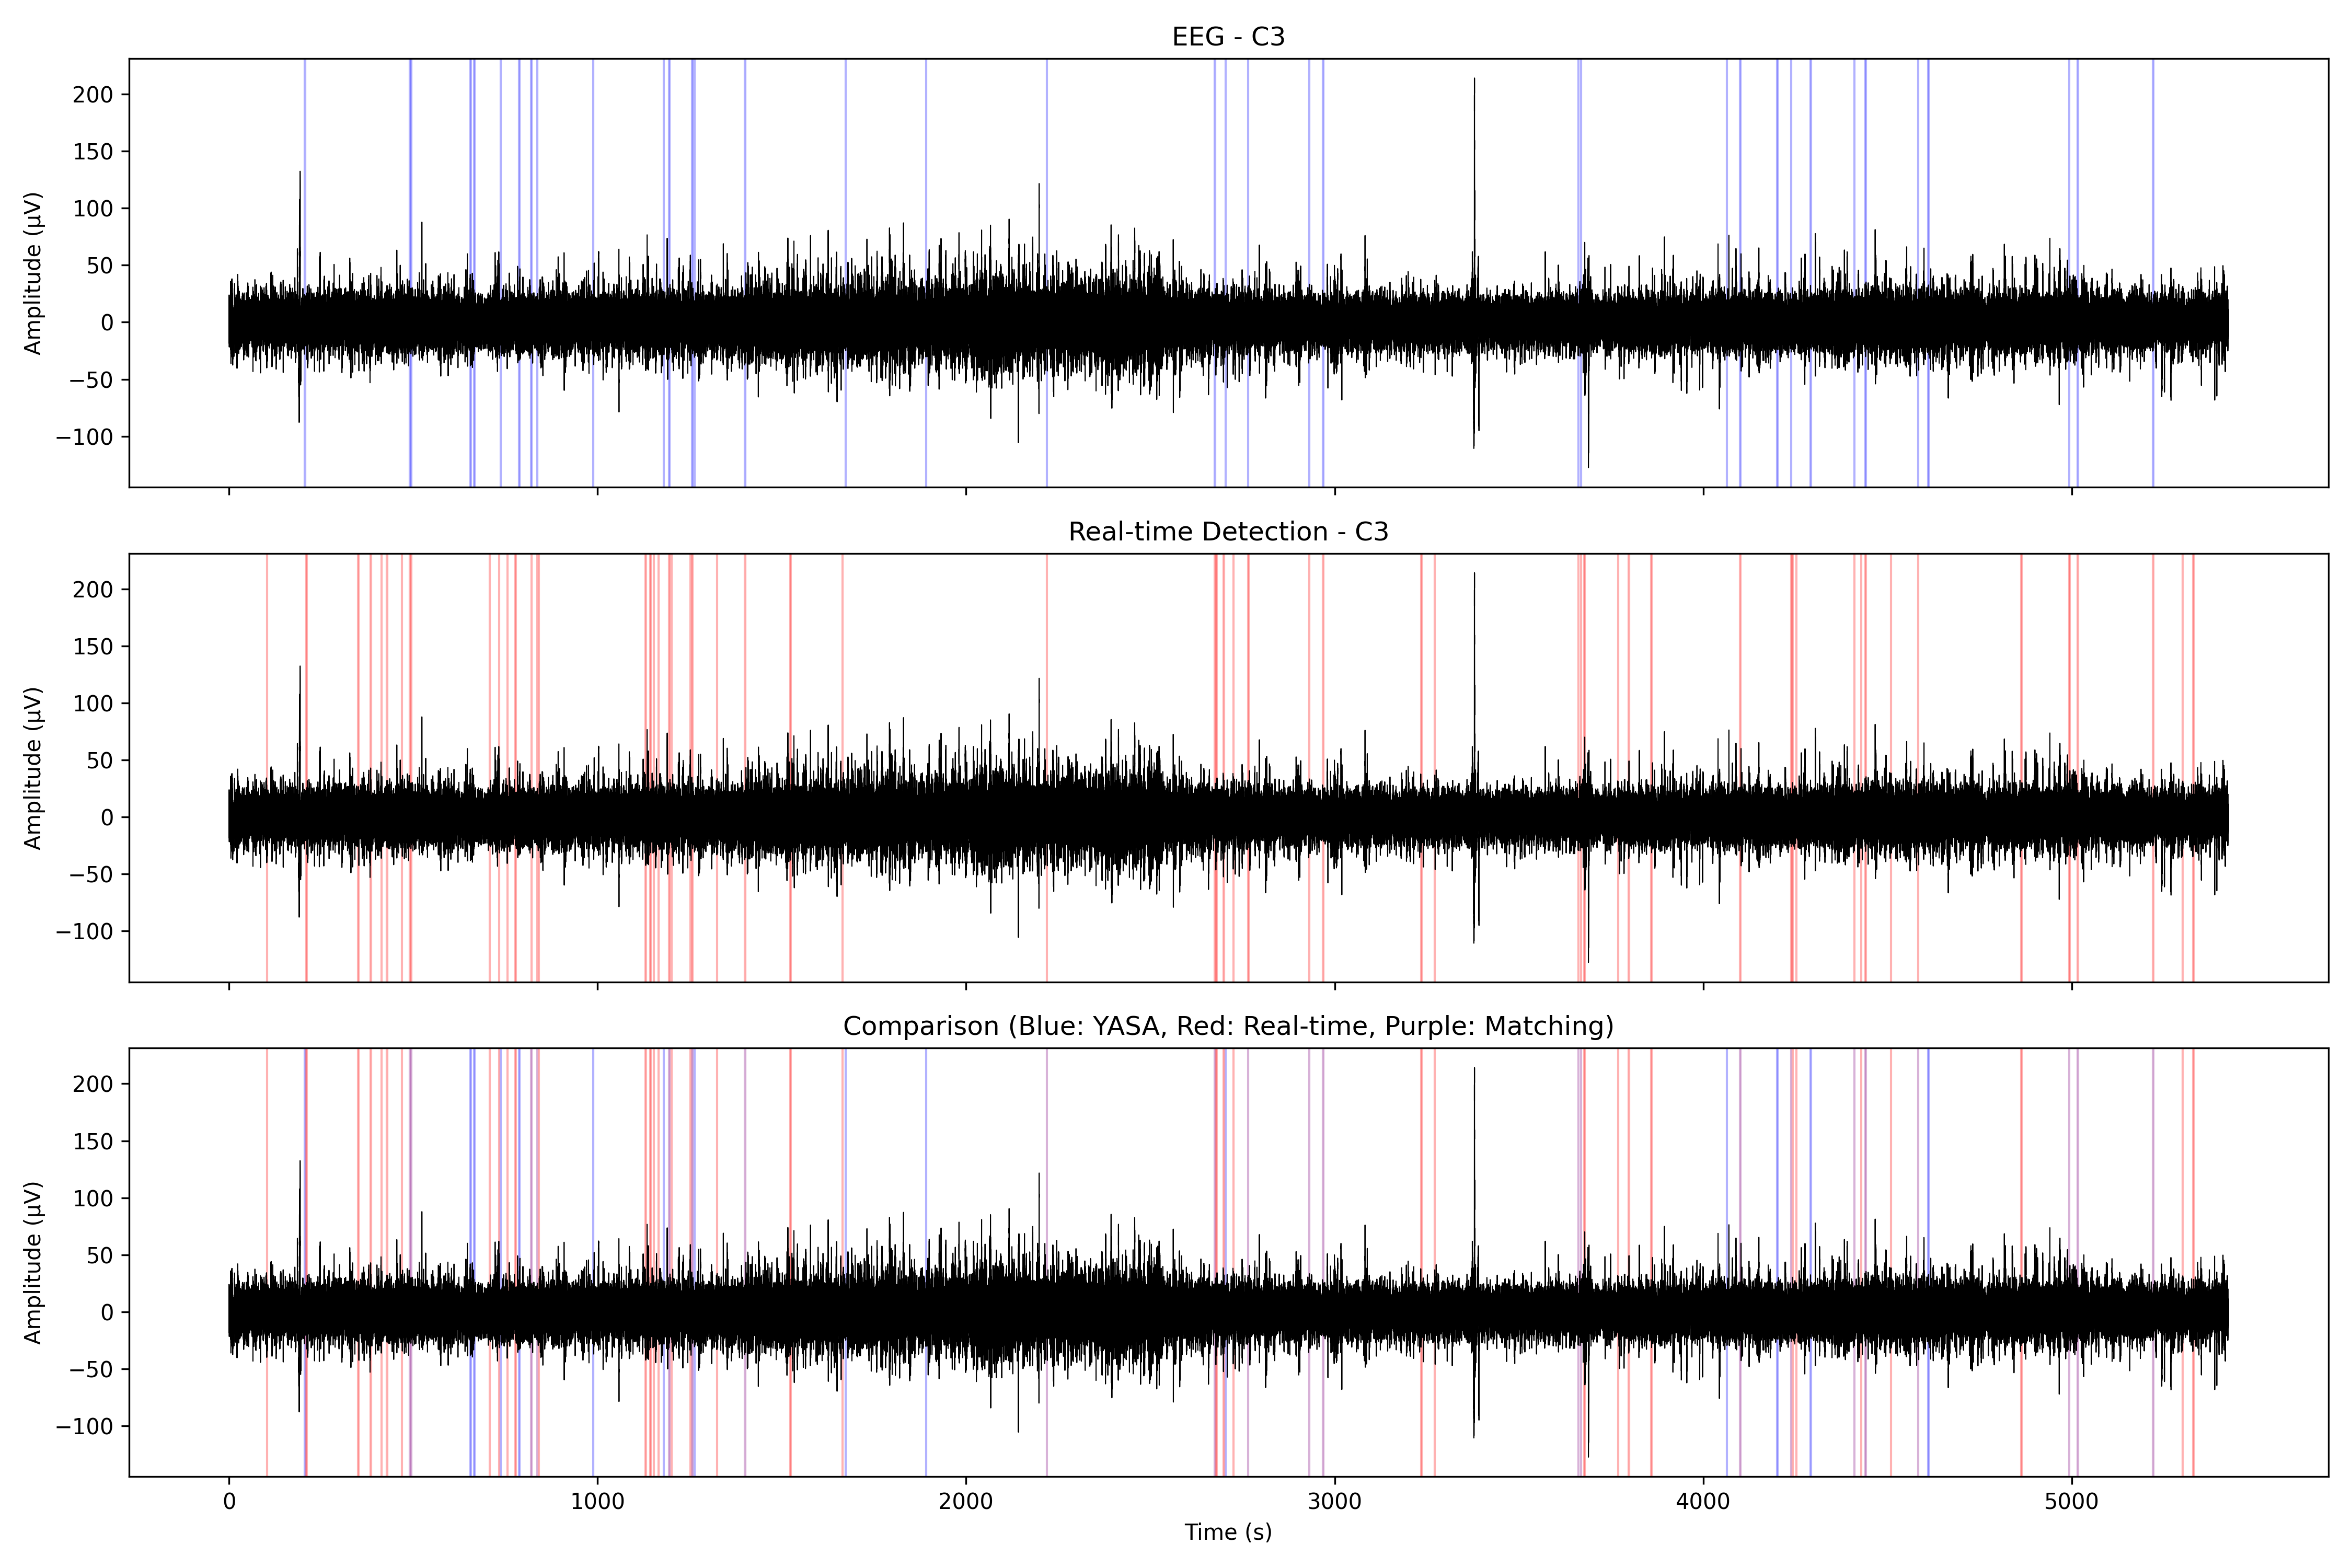 EEG - C3
Amplitude (µV)
200
150
100
50
0
−50
−100
Real-time Detection - C3
Amplitude (µV)
200
150
100
50
0
−50
−100
Comparison (Blue: YASA, Red: Real-time, Purple: Matching)
Amplitude (µV)
200
150
100
50
0
−50
−100
0 1000 2000 3000 4000 5000
Time (s)